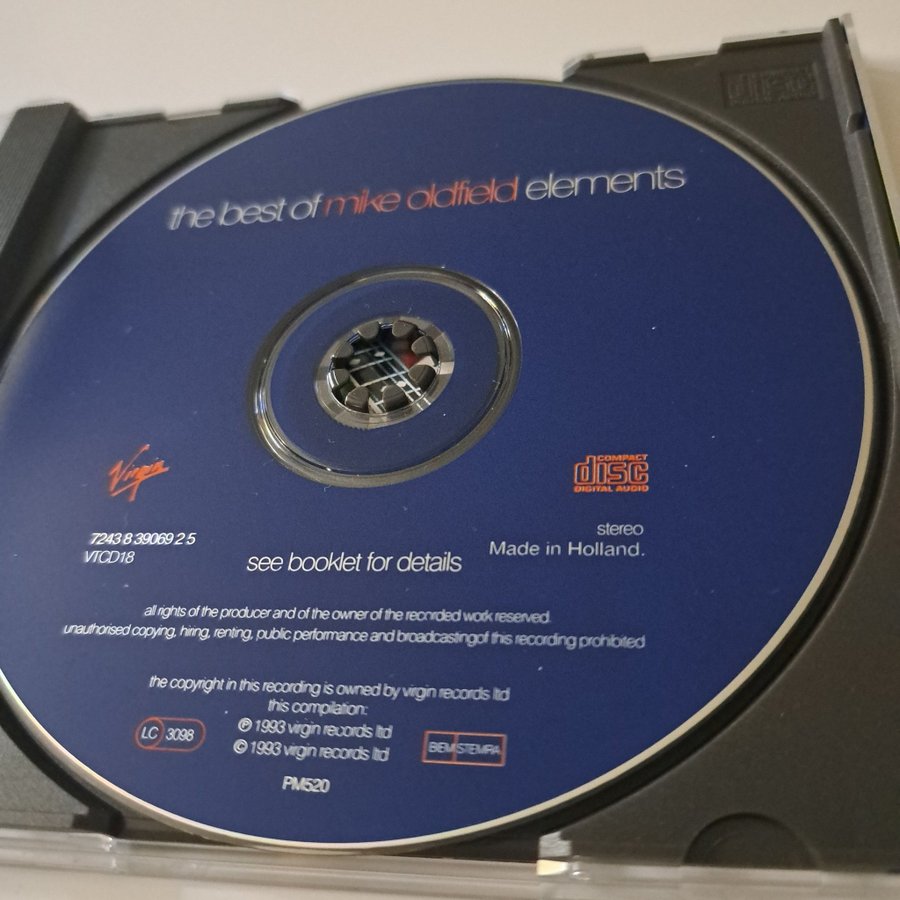 disc
the best of mike oldfield elements
Virgin
COMPACT
disc
DIGITAL AUDIO
7243 8 39069 2 5
VTCD18
stereo
Made in Holland.
see booklet for details
all rights of the producer and of the owner of the recorded work reserved.
unauthorised copying, hiring, renting, public performance and broadcastingof this recording prohibited
the copyright in this recording is owned by virgin records ltd
this compilation:
℗ 1993 virgin records ltd
© 1993 virgin records ltd
LC 3098
BIEM STEMRA
PM520